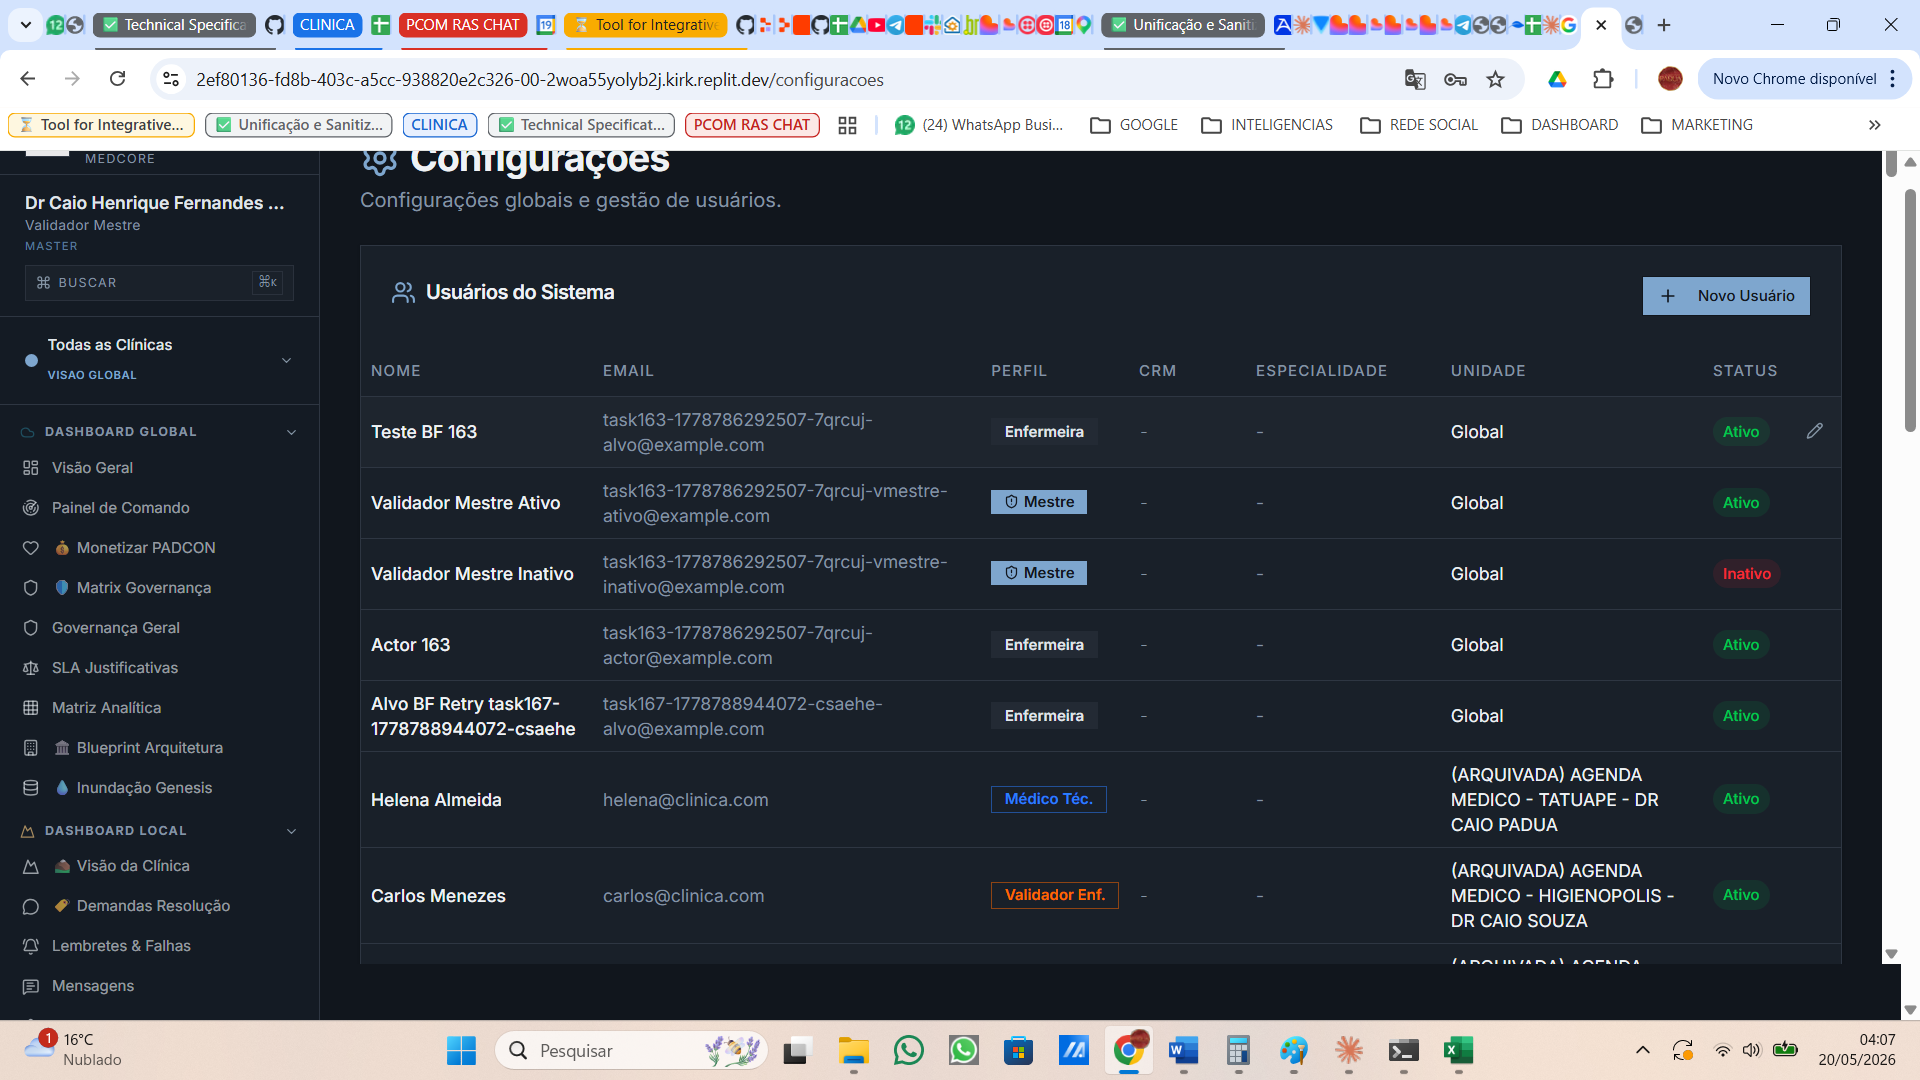 12
Technical Specifica
CLINICA
PCOM RAS CHAT
19
Tool for Integrative
18
Unificação e Saniti
2ef80136-fd8b-403c-a5cc-938820e2c326-00-2woa55yolyb2j.kirk.replit.dev/configuracoes
Novo Chrome disponível
Tool for Integrative...
Unificação e Sanitiz...
CLINICA
Technical Specificat...
PCOM RAS CHAT
12
(24) WhatsApp Busi...
GOOGLE
INTELIGENCIAS
REDE SOCIAL
DASHBOARD
MARKETING
MEDCORE
Dr Caio Henrique Fernandes ...
Validador Mestre
MASTER
BUSCAR
⌘K
Todas as Clínicas
VISAO GLOBAL
DASHBOARD GLOBAL
Visão Geral
Painel de Comando
Monetizar PADCON
Matrix Governança
Governança Geral
SLA Justificativas
Matriz Analítica
Blueprint Arquitetura
Inundação Genesis
DASHBOARD LOCAL
Visão da Clínica
Demandas Resolução
Lembretes & Falhas
Mensagens
Configurações
Configurações globais e gestão de usuários.
Usuários do Sistema
Novo Usuário
NOME EMAIL PERFIL CRM ESPECIALIDADE UNIDADE STATUS
Teste BF 163
task163-1778786292507-7qrcuj-
alvo@example.com
Enfermeira
-
-
Global
Ativo
Validador Mestre Ativo
task163-1778786292507-7qrcuj-vmestre-
ativo@example.com
Mestre
-
-
Global
Ativo
Validador Mestre Inativo
task163-1778786292507-7qrcuj-vmestre-
inativo@example.com
Mestre
-
-
Global
Inativo
Actor 163
task163-1778786292507-7qrcuj-
actor@example.com
Enfermeira
-
-
Global
Ativo
Alvo BF Retry task167-
1778788944072-csaehe
task167-1778788944072-csaehe-
alvo@example.com
Enfermeira
-
-
Global
Ativo
Helena Almeida
helena@clinica.com
Médico Téc.
-
-
(ARQUIVADA) AGENDA
MEDICO - TATUAPE - DR
CAIO PADUA
Ativo
Carlos Menezes
carlos@clinica.com
Validador Enf.
-
-
(ARQUIVADA) AGENDA
MEDICO - HIGIENOPOLIS -
DR CAIO SOUZA
Ativo
(ARQUIVADA) AGENDA
1
16°C
Nublado
Pesquisar
04:07
20/05/2026